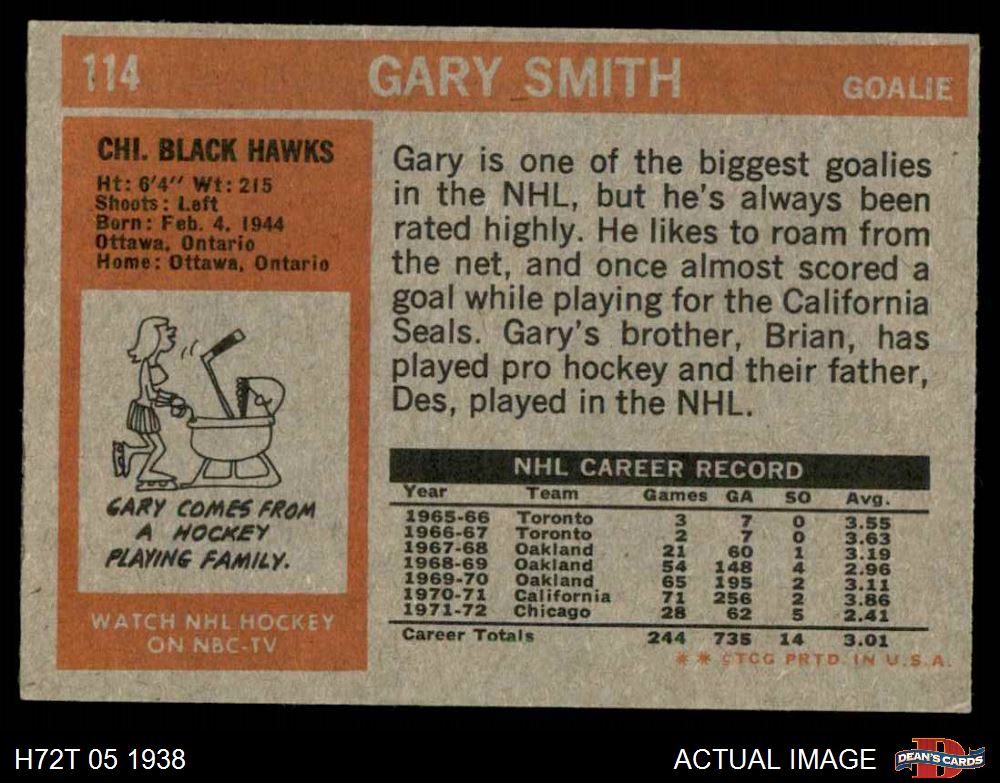 114 GARY SMITH GOALIE
CHI. BLACK HAWKS
Ht: 6'4" Wt: 215
Shoots: Left
Born: Feb. 4, 1944
Ottawa, Ontario
Home: Ottawa, Ontario
GARY COMES FROM
A HOCKEY
PLAYING FAMILY.
WATCH NHL HOCKEY
ON NBC-TV
Gary is one of the biggest goalies
in the NHL, but he's always been
rated highly. He likes to roam from
the net, and once almost scored a
goal while playing for the California
Seals. Gary's brother, Brian, has
played pro hockey and their father,
Des, played in the NHL.
NHL CAREER RECORD
Year Team Games GA SO Avg.
1965-66 Toronto 3 7 0 3.55
1966-67 Toronto 2 7 0 3.63
1967-68 Oakland 21 60 1 3.19
1968-69 Oakland 54 148 4 2.96
1969-70 Oakland 65 195 2 3.11
1970-71 California 71 256 2 3.86
1971-72 Chicago 28 62 5 2.41
Career Totals 244 735 14 3.01
** ©TCG PRTD. IN U.S.A.
H72T 05 1938
ACTUAL IMAGE
D
DEAN'S CARDS